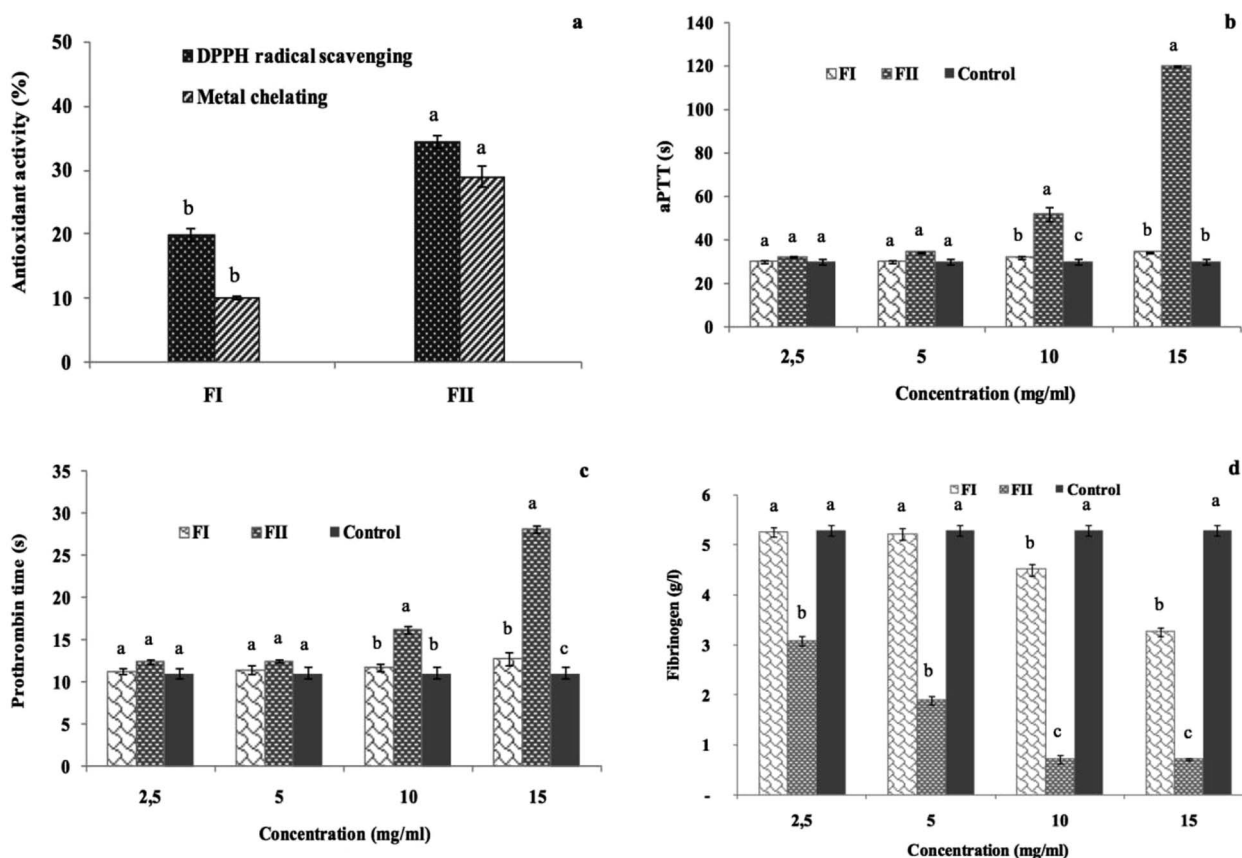 a
50
40
30
20
10
0
Antioxidant activity (%)
DPPH radical scavenging
Metal chelating
b
b
a
a
FI
FII
b
140
120
100
80
60
40
20
0
aPTT (s)
FI FII Control
a a a
a a a
b a c
b a b
2,5 5 10 15
Concentration (mg/ml)
c
35
30
25
20
15
10
5
0
Prothrombin time (s)
FI FII Control
a a a
a a a
b a b
b a c
2,5 5 10 15
Concentration (mg/ml)
d
6
5
4
3
2
1
-
Fibrinogen (g/l)
FI FII Control
a b a
a b a
b c a
b c a
2,5 5 10 15
Concentration (mg/ml)